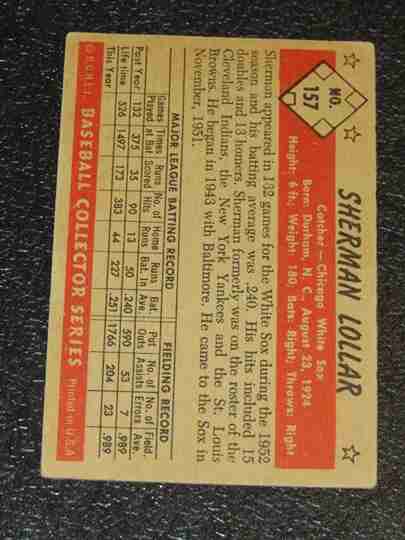 NO.
157
SHERMAN LOLLAR
Catcher — Chicago White Sox
Born: Durham, N. C., August 23, 1924
Height: 6 ft.; Weight: 180, Bats: Right; Throws: Right
Sherman appeared in 132 games for the White Sox during the 1952
season and his batting average was .240. His hits included 15
doubles and 13 homers. Sherman formerly was on the roster of the
Cleveland Indians, the New York Yankees and the St. Louis
Browns. He began in 1943 with Baltimore. He came to the Sox in
November, 1951.
MAJOR LEAGUE BATTING RECORD FIELDING RECORD
Games Times Runs No. of Home Runs Bat. Put No. of No. of Field.
Played at Bat Scored Hits Runs Bat. In Ave. Outs Assists Errors Ave.
Past Year 132 375 35 90 13 50 .240 590 53 7 .989
Life time 526 1497 173 383 44 227 .251 1766 204 23 .989
BASEBALL COLLECTOR SERIES
Printed in U.S.A